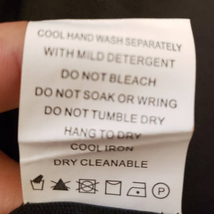 COOL HAND WASH SEPARATELY
WITH MILD DETERGENT
DO NOT BLEACH
DO NOT SOAK OR WRING
DO NOT TUMBLE DRY
HANG TO DRY
COOL IRON
DRY CLEANABLE
P